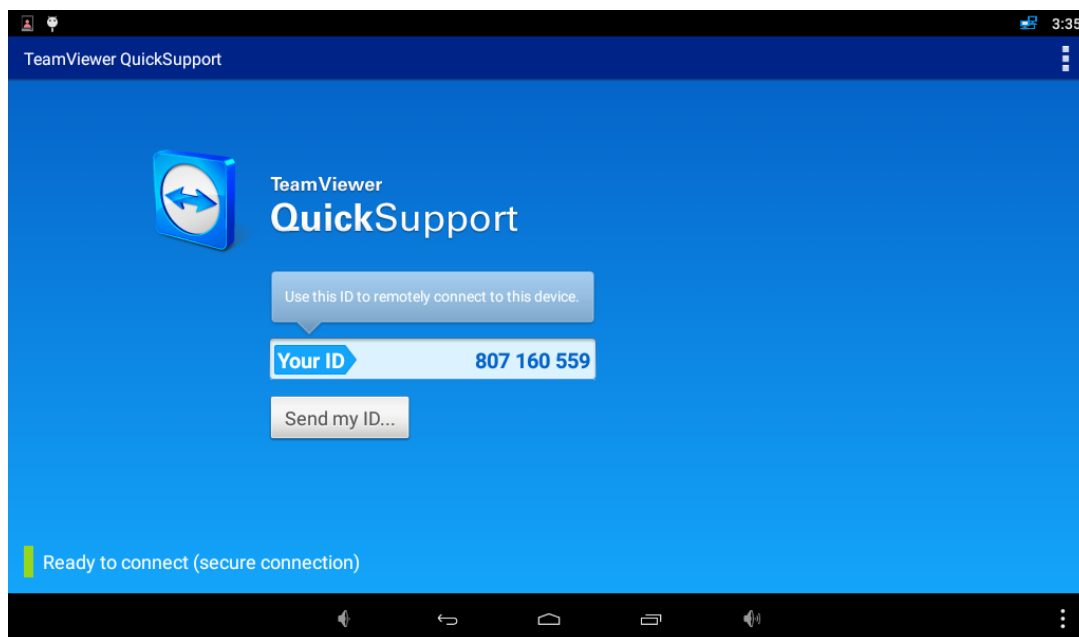 3:35
TeamViewer QuickSupport
TeamViewer
QuickSupport
Use this ID to remotely connect to this device.
Your ID 807 160 559
Send my ID...
Ready to connect (secure connection)